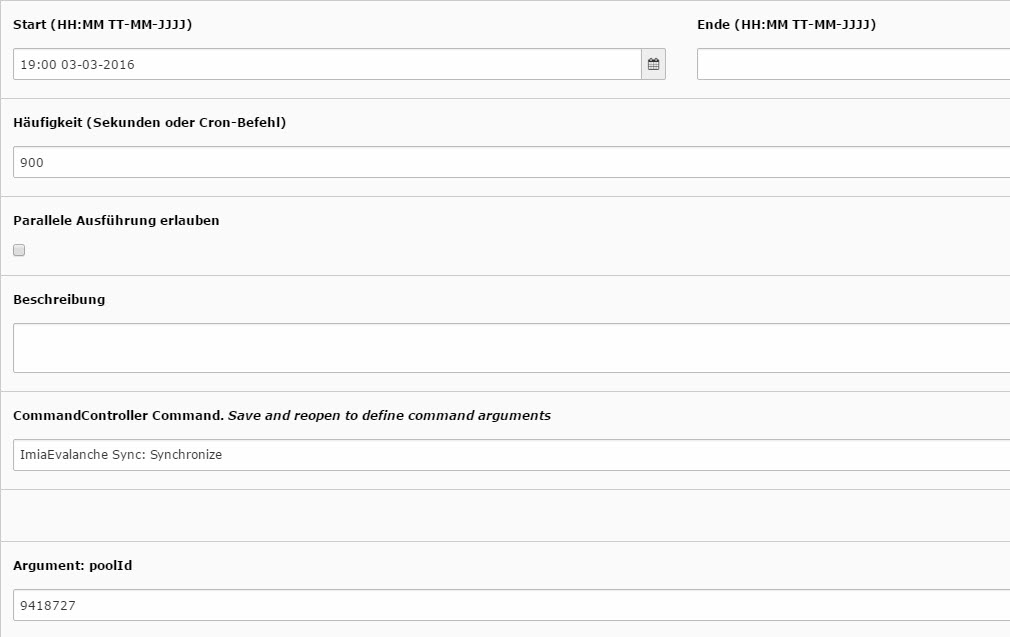 Start (HH:MM TT-MM-JJJJ)
Ende (HH:MM TT-MM-JJJJ)
19:00 03-03-2016
Häufigkeit (Sekunden oder Cron-Befehl)
900
Parallele Ausführung erlauben
Beschreibung
CommandController Command. Save and reopen to define command arguments
ImiaEvalanche Sync: Synchronize
Argument: poolId
9418727